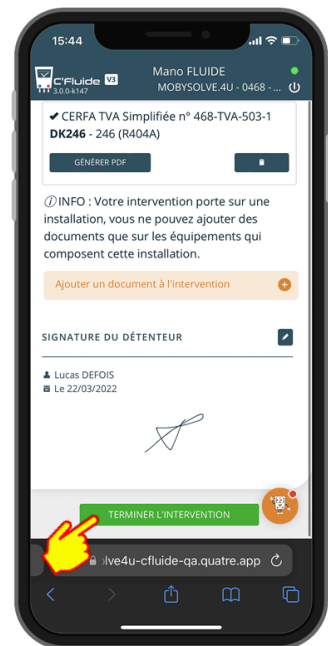 15:44
C'Fluide V3
3.0.0-k147
Mano FLUIDE
MOBYSOLVE.4U - 0468 - ...
✔ CERFA TVA Simplifiée n° 468-TVA-503-1
DK246 - 246 (R404A)
GÉNÉRER PDF
INFO : Votre intervention porte sur une
installation, vous ne pouvez ajouter des
documents que sur les équipements qui
composent cette installation.
Ajouter un document à l'intervention
SIGNATURE DU DÉTENTEUR
Lucas DEFOIS
Le 22/03/2022
TERMINER L'INTERVENTION
lve4u-cfluide-qa.quatre.app